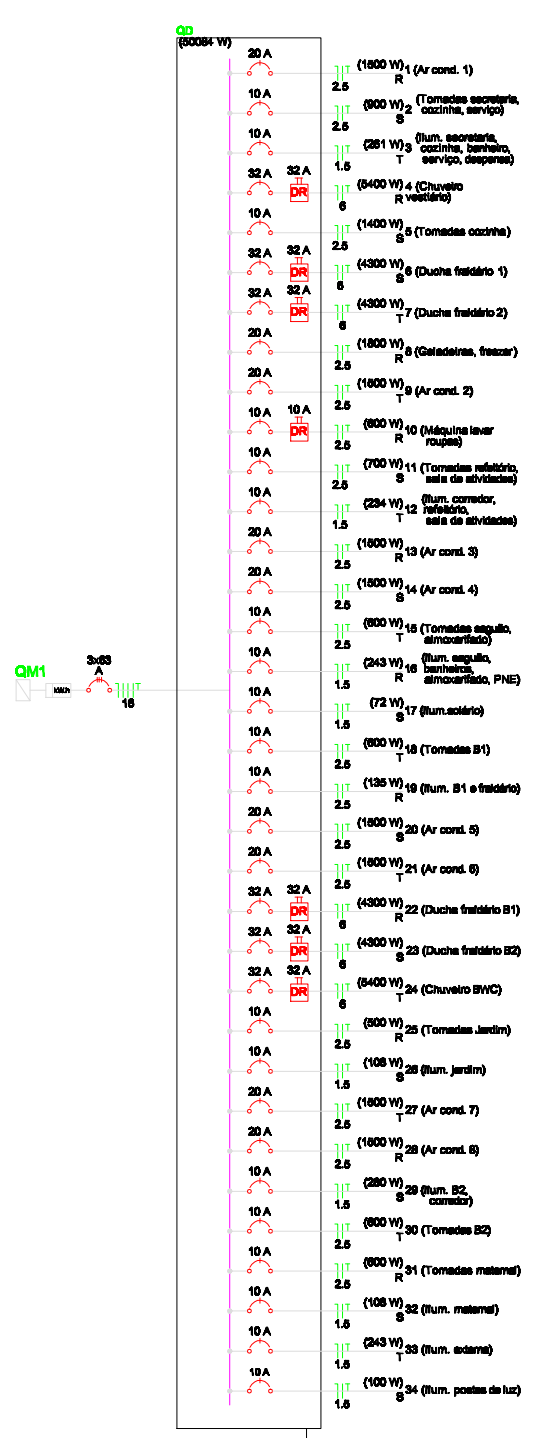 QD
(50084 W)
20 A
2.5
(1500 W)
R
1 (Ar cond. 1)
10 A
2.5
(900 W)
S
2 (Tomadas secretaria,
cozinha, serviço)
10 A
1.5
(261 W)
T
3 (Ilum. secretaria,
cozinha, banheiro,
serviço, despensa)
32 A
32 A
DR
6
(5400 W)
R
4 (Chuveiro
vestiário)
10 A
2.5
(1400 W)
S
5 (Tomadas cozinha)
32 A
32 A
DR
6
(4300 W)
S
6 (Ducha fraldário 1)
32 A
32 A
DR
6
(4300 W)
T
7 (Ducha fraldário 2)
20 A
2.5
(1800 W)
R
8 (Geladeiras, freezer)
20 A
2.5
(1500 W)
T
9 (Ar cond. 2)
10 A
10 A
DR
2.5
(600 W)
R
10 (Máquina lavar
roupas)
10 A
2.5
(700 W)
S
11 (Tomadas refeitório,
sala de atividades)
10 A
1.5
(234 W)
T
12 (Ilum. corredor,
refeitório,
sala de atividades)
20 A
2.5
(1500 W)
R
13 (Ar cond. 3)
20 A
2.5
(1500 W)
S
14 (Ar cond. 4)
10 A
2.5
(600 W)
T
15 (Tomadas saguão,
almoxarifado)
QM1
kWh
3x63
A
16
10 A
1.5
(243 W)
R
16 (Ilum. saguão,
banheiros,
almoxarifado, PNE)
10 A
1.5
(72 W)
S
17 (Ilum.solário)
10 A
2.5
(600 W)
T
18 (Tomadas B1)
10 A
2.5
(135 W)
R
19 (Ilum. B1 e fraldário)
20 A
2.5
(1500 W)
S
20 (Ar cond. 5)
20 A
2.5
(1500 W)
T
21 (Ar cond. 6)
32 A
32 A
DR
6
(4300 W)
R
22 (Ducha fraldário B1)
32 A
32 A
DR
6
(4300 W)
S
23 (Ducha fraldário B2)
32 A
32 A
DR
6
(5400 W)
T
24 (Chuveiro BWC)
10 A
2.5
(500 W)
R
25 (Tomadas Jardim)
10 A
1.5
(108 W)
S
26 (Ilum. jardim)
20 A
2.5
(1500 W)
T
27 (Ar cond. 7)
20 A
2.5
(1500 W)
R
28 (Ar cond. 8)
10 A
1.5
(280 W)
S
29 (Ilum. B2,
corredor)
10 A
2.5
(600 W)
T
30 (Tomadas B2)
10 A
2.5
(600 W)
R
31 (Tomadas maternal)
10 A
1.5
(108 W)
S
32 (Ilum. maternal)
10 A
1.5
(243 W)
T
33 (Ilum. externa)
10 A
1.5
(100 W)
S
34 (Ilum. postes de luz)